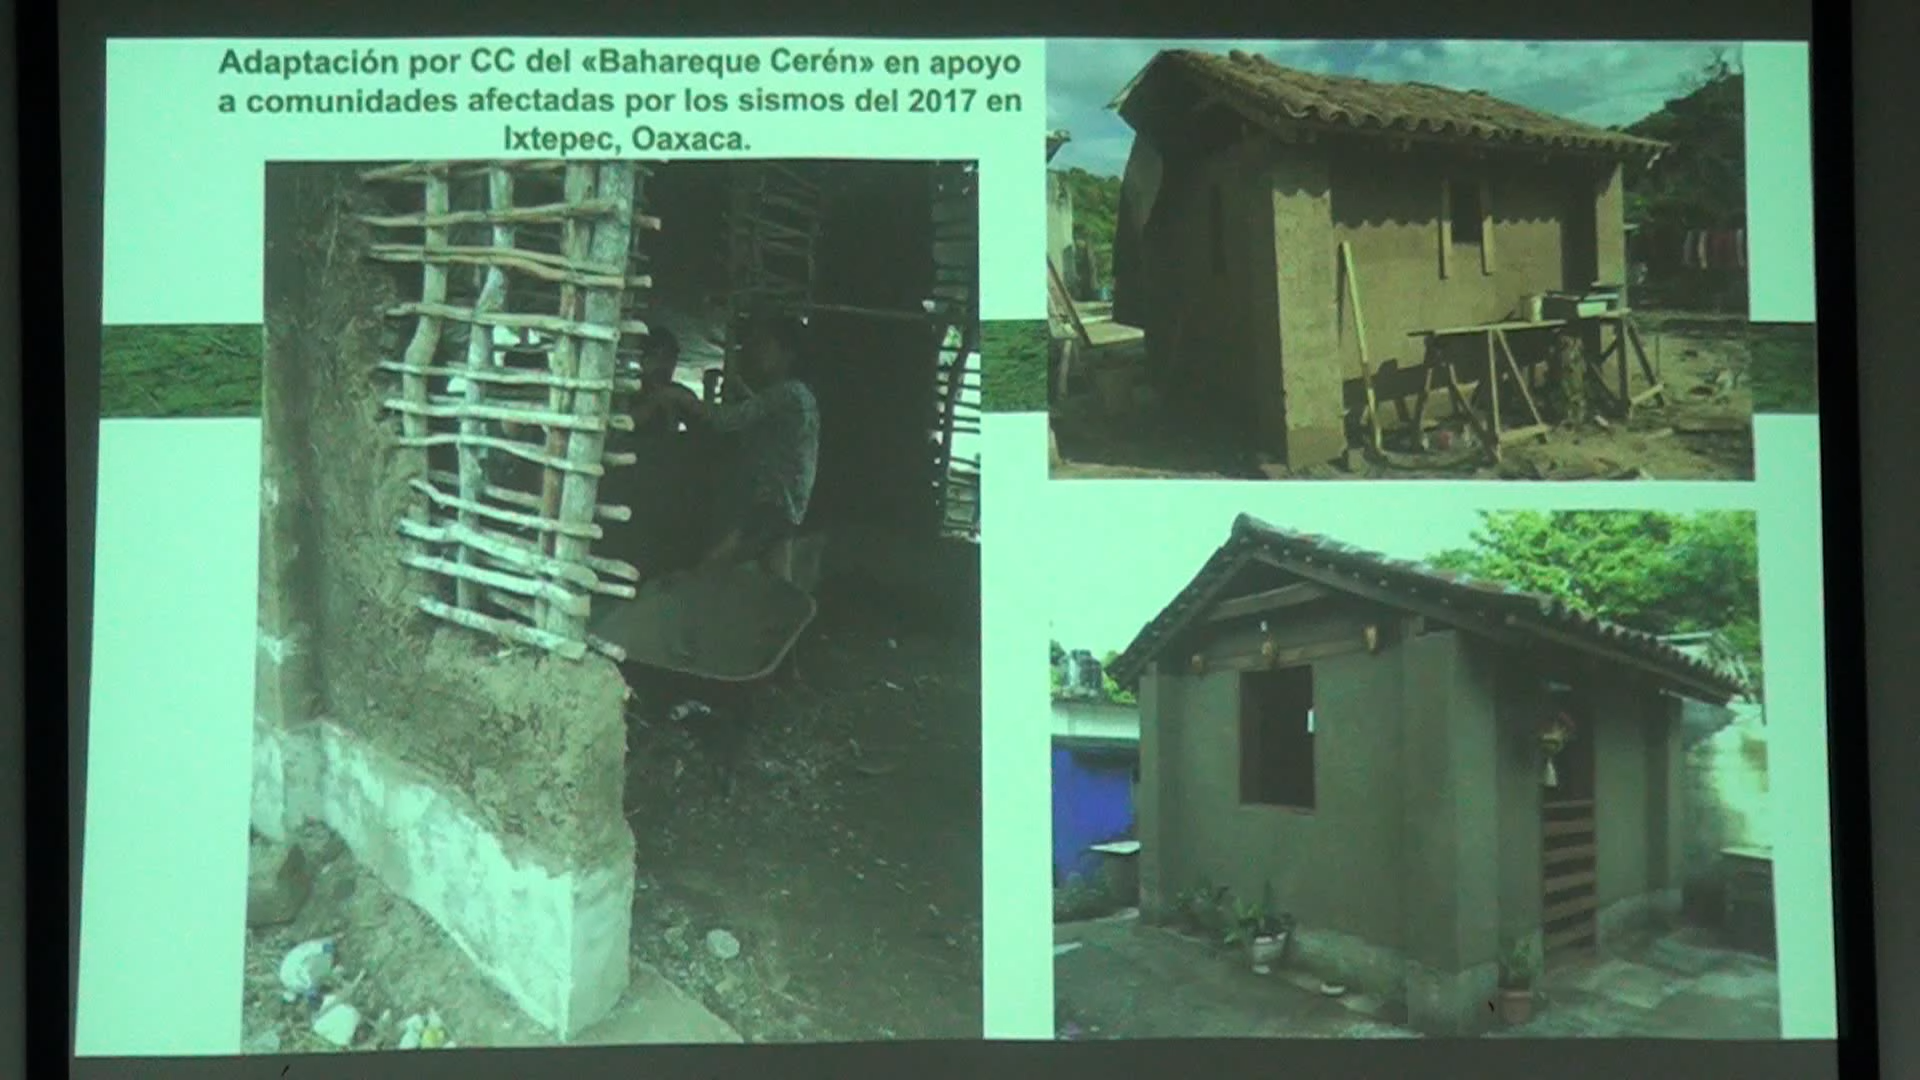 Adaptación por CC del «Bahareque Cerén» en apoyo
a comunidades afectadas por los sismos del 2017 en
Ixtepec, Oaxaca.